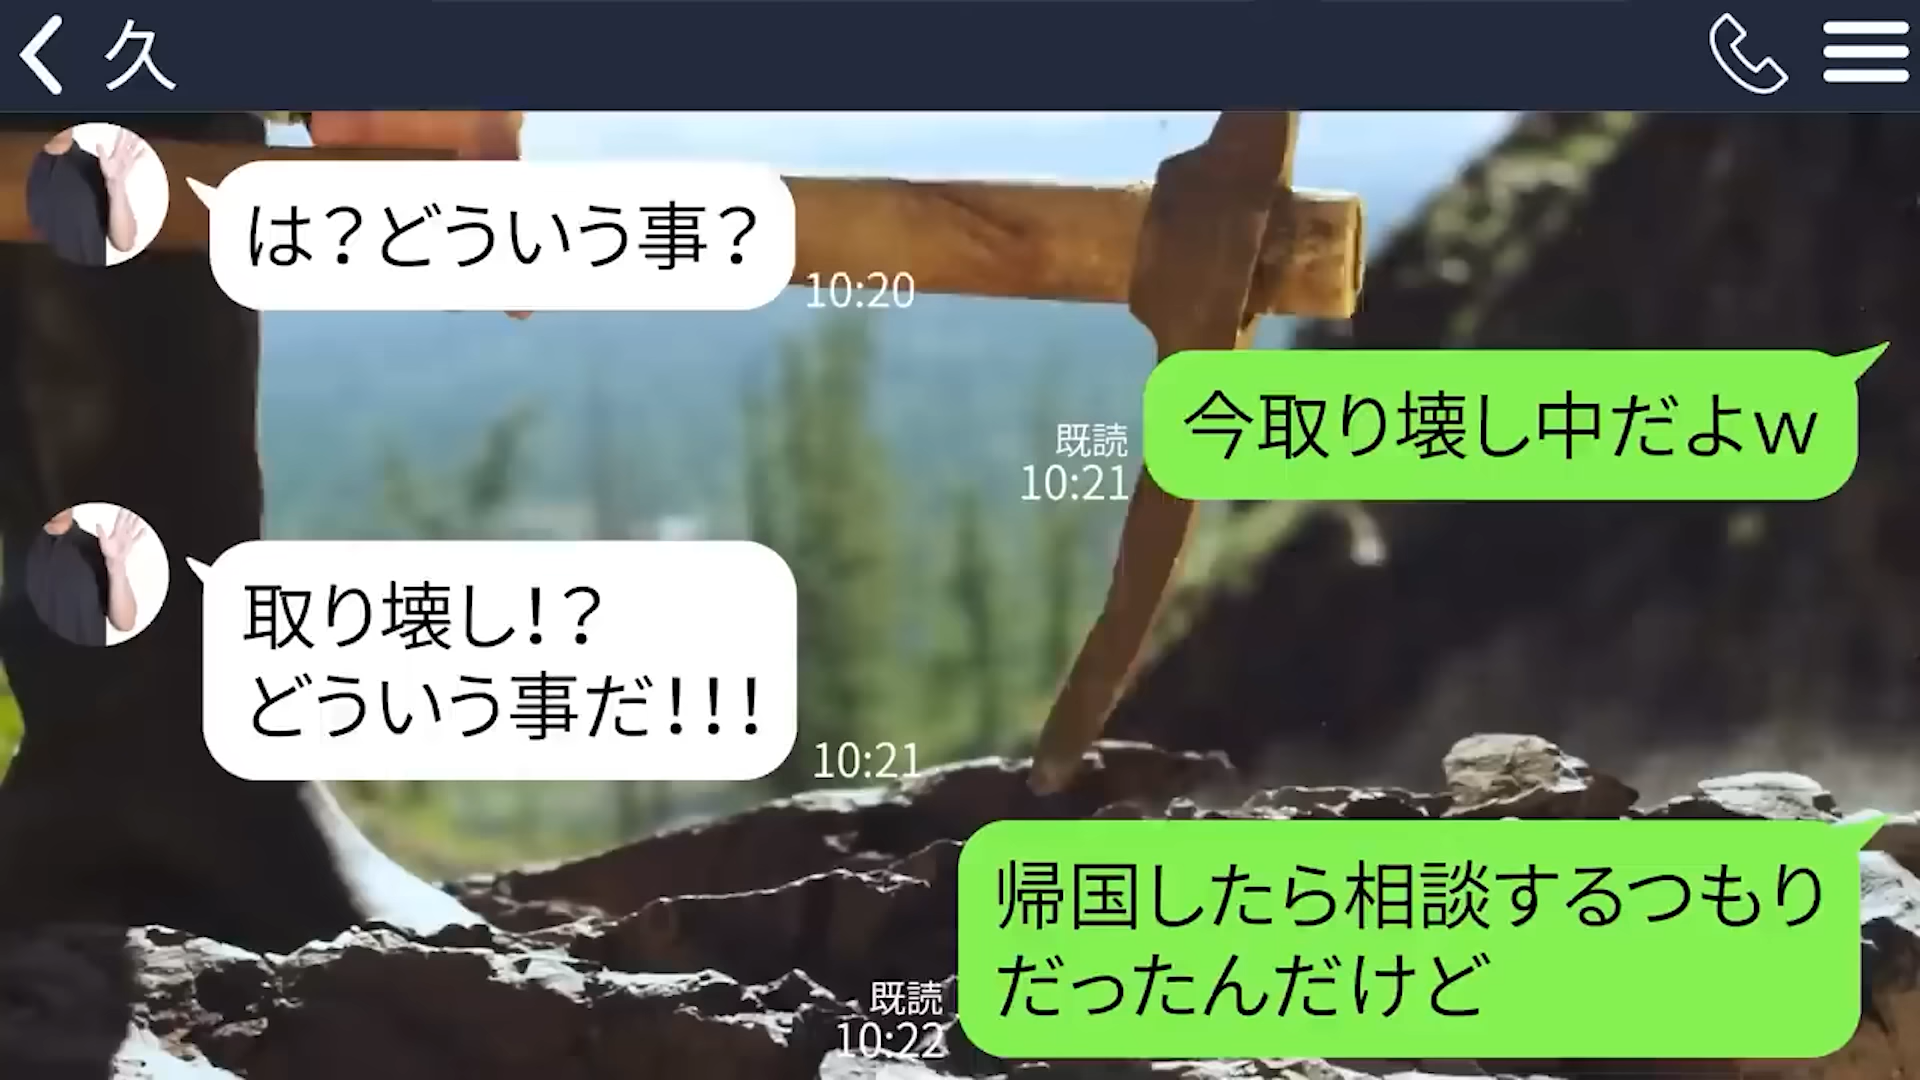 久
は？どういう事？
10:20
今取り壊し中だよｗ
既読
10:21
取り壊し！？
どういう事だ！！！
10:21
帰国したら相談するつもり
だったんだけど
既読
10:22